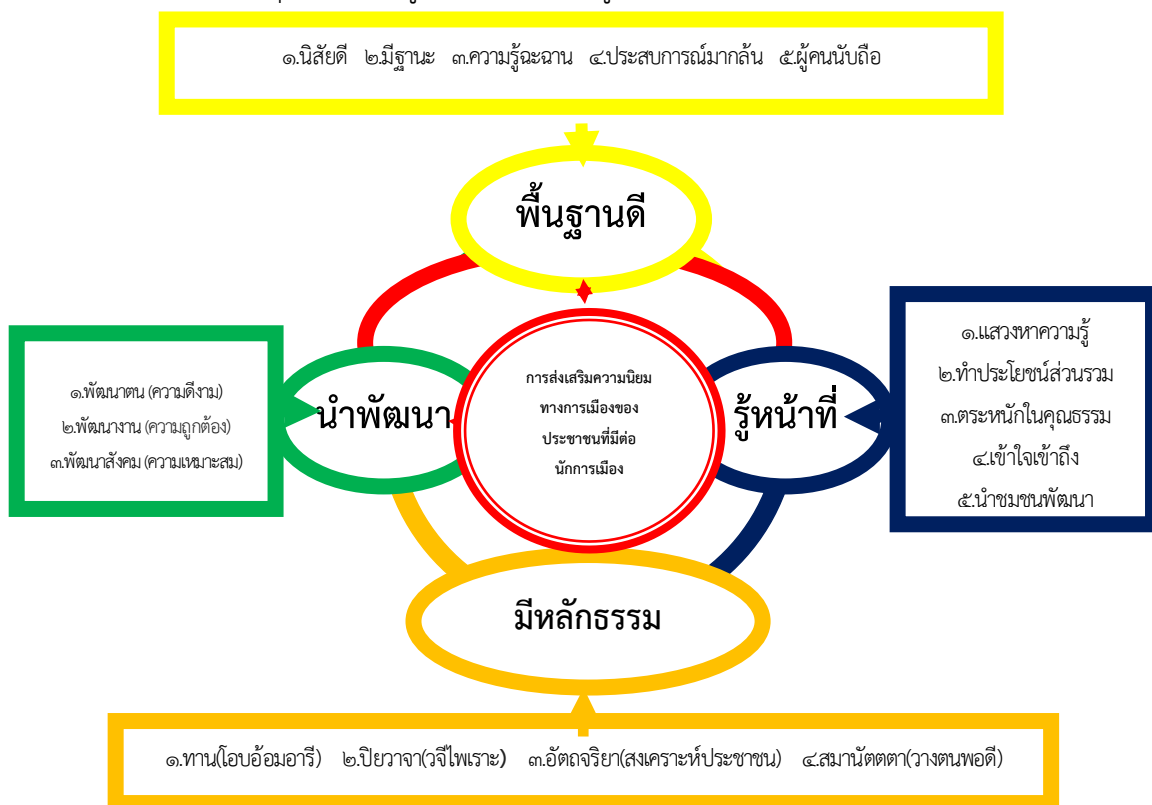 ๑.นิสัยดี ๒.มีฐานะ ๓.ความรู้ฉะฉาน ๔.ประสบการณ์มากล้น ๕.ผู้คนนับถือ
พื้นฐานดี
๑.พัฒนาตน (ความดีงาม)
๒.พัฒนางาน (ความถูกต้อง)
๓.พัฒนาสังคม (ความเหมาะสม)
นำพัฒนา
การส่งเสริมความนิยม
ทางการเมืองของ
ประชาชนที่มีต่อ
นักการเมือง
รู้หน้าที่
๑.แสวงหาความรู้
๒.ทำประโยชน์ส่วนรวม
๓.ตระหนักในคุณธรรม
๔.เข้าใจเข้าถึง
๕.นำชมชนพัฒนา
มีหลักธรรม
๑.ทาน(โอบอ้อมอารี) ๒.ปิยวาจา(วจีไพเราะ) ๓.อัตถจริยา(สงเคราะห์ประชาชน) ๔.สมานัตตตา(วางตนพอดี)